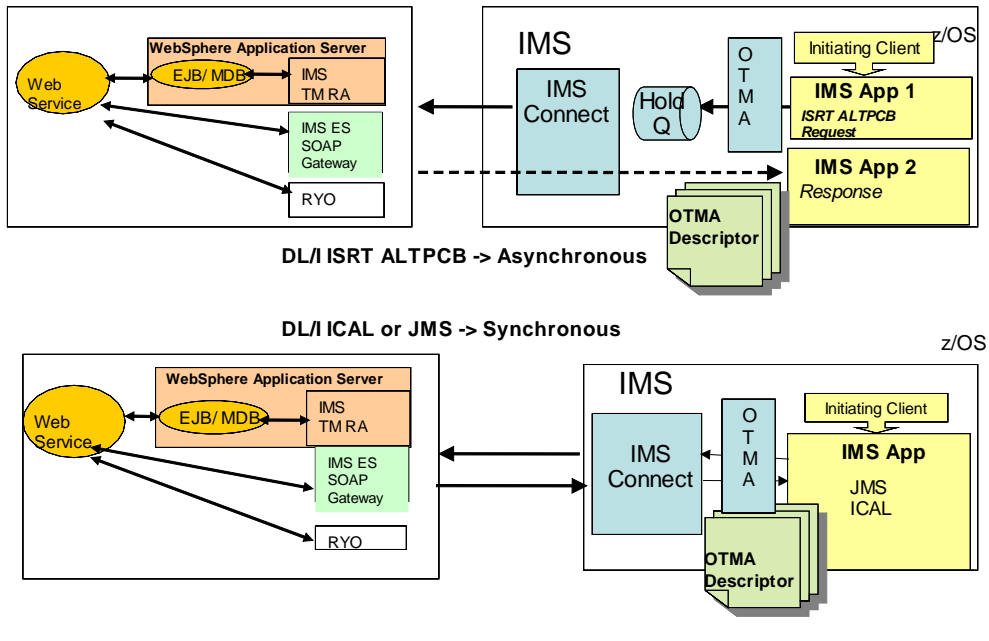 WebSphere Application Server
EJB/ MDB
IMS
TM RA
Web
Service
IMS ES
SOAP
Gateway
RYO
z/OS
IMS
IMS
Connect
Hold
Q
O
T
M
A
Initiating Client
IMS App 1
ISRT ALTPCB
Request
IMS App 2
Response
OTMA
Descriptor
DL/I ISRT ALTPCB -> Asynchronous
DL/I ICAL or JMS -> Synchronous
z/OS
WebSphere Application Server
EJB/ MDB
IMS
TM RA
Web
Service
IMS ES
SOAP
Gateway
RYO
IMS
IMS
Connect
O
T
M
A
Initiating Client
IMS App
JMS
ICAL
OTMA
Descriptor